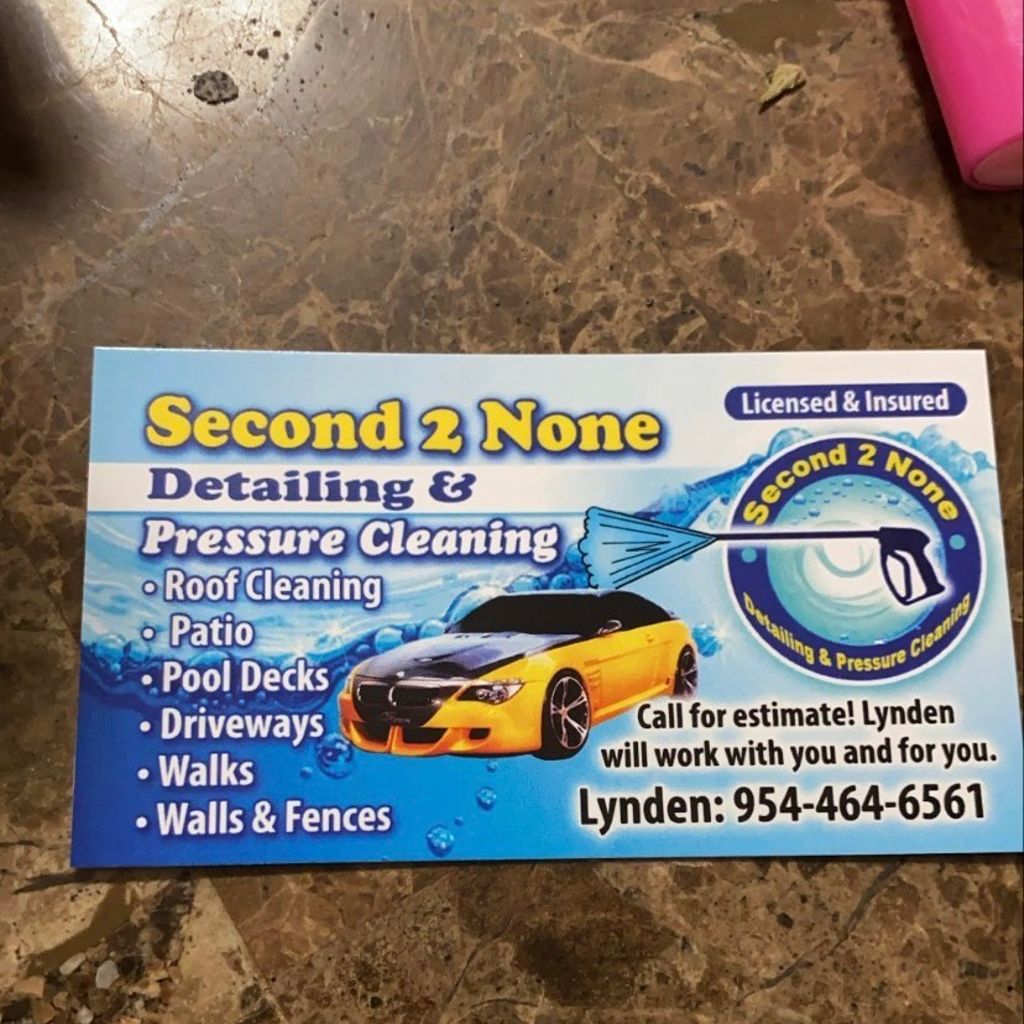 Second 2 None
Detailing &
Pressure Cleaning
• Roof Cleaning
• Patio
• Pool Decks
• Driveways
• Walks
• Walls & Fences
Licensed & Insured
Second 2 None
Detailing & Pressure Cleaning
Call for estimate! Lynden
will work with you and for you.
Lynden: 954-464-6561